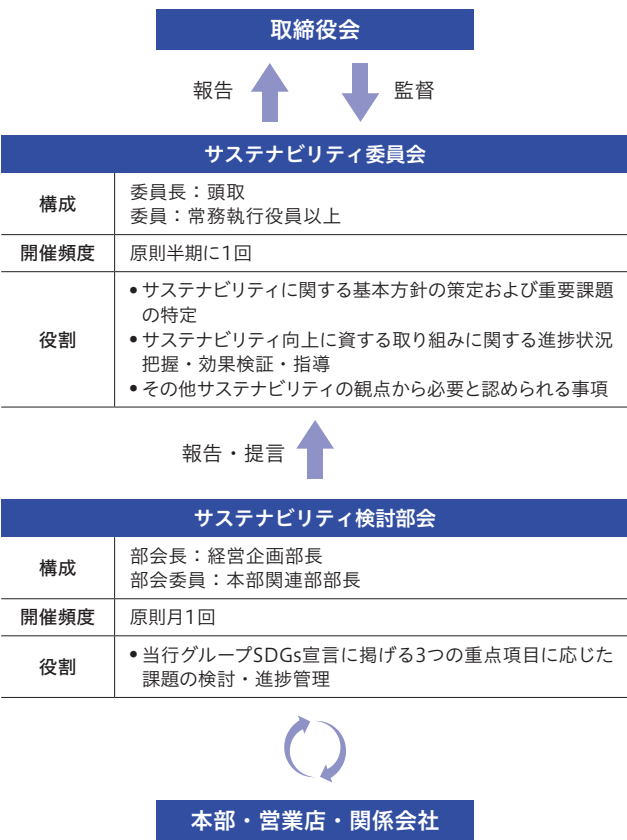 取締役会
報告
監督
サステナビリティ委員会
構成
委員長：頭取
委員：常務執行役員以上
開催頻度
原則半期に1回
役割
•サステナビリティに関する基本方針の策定および重要課題
の特定
•サステナビリティ向上に資する取り組みに関する進捗状況
把握・効果検証・指導
•その他サステナビリティの観点から必要と認められる事項
報告・提言
サステナビリティ検討部会
構成
部会長：経営企画部長
部会委員：本部関連部部長
開催頻度
原則月1回
役割
•当行グループSDGs宣言に掲げる3つの重点項目に応じた
課題の検討・進捗管理
本部・営業店・関係会社